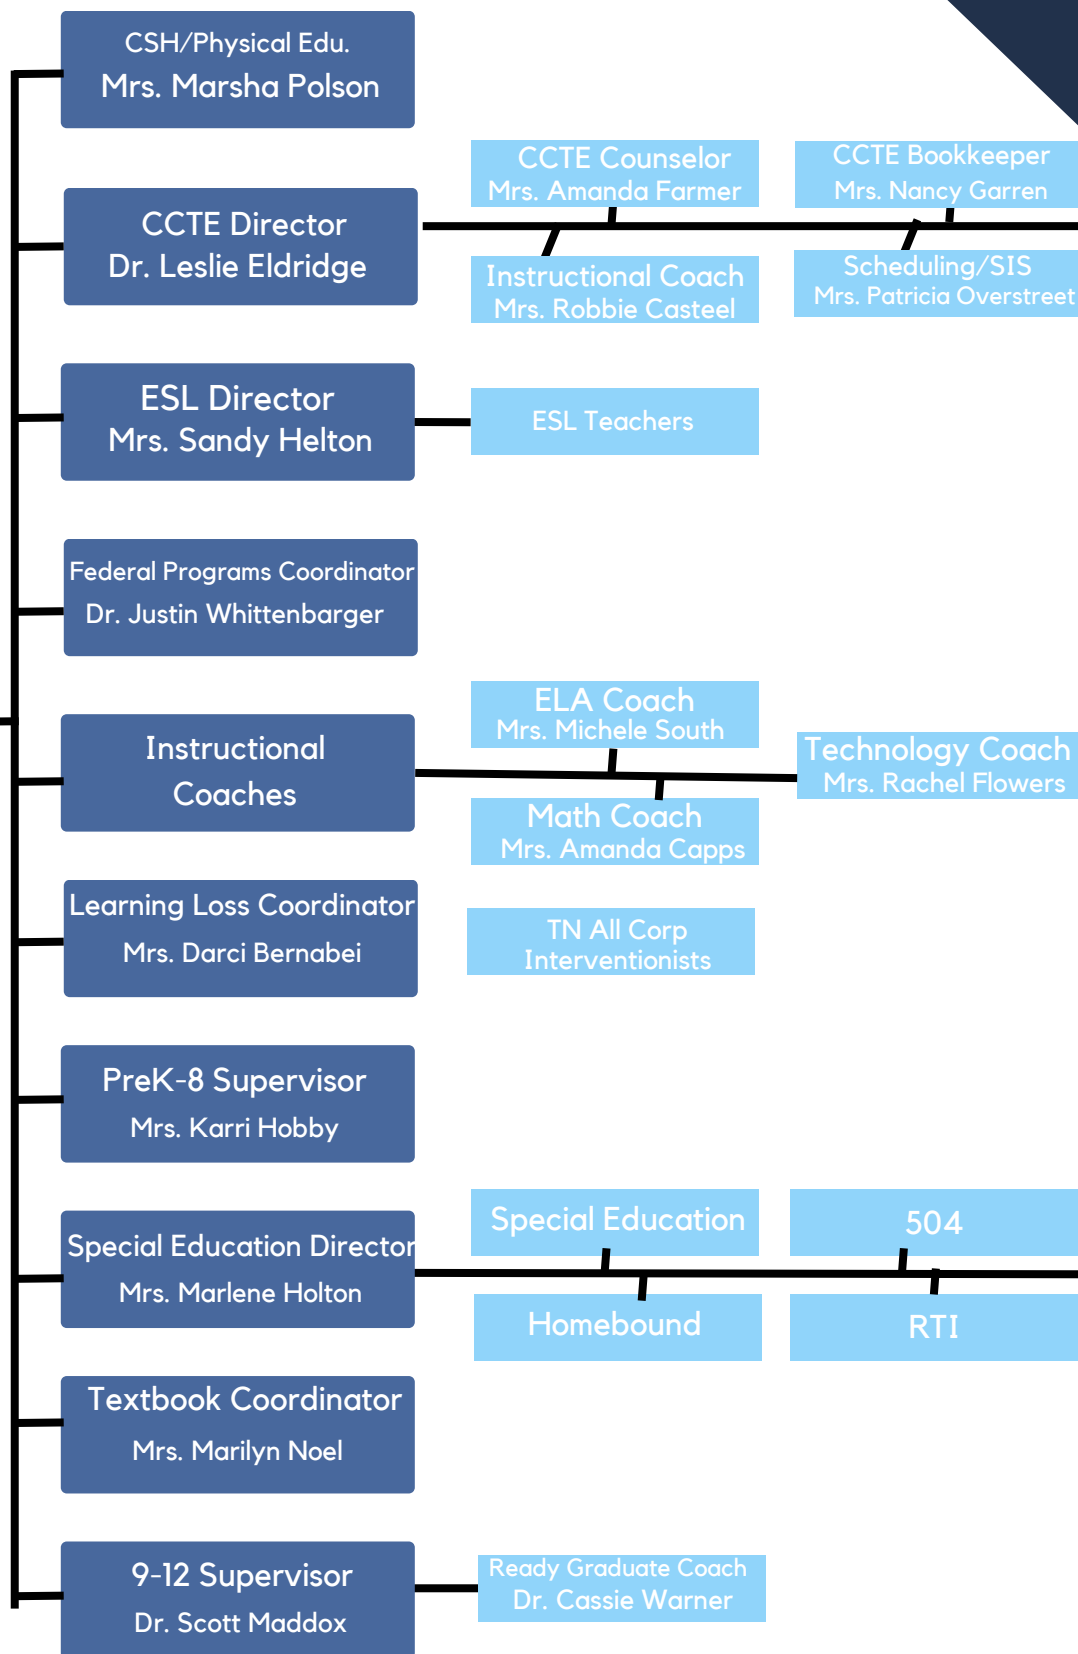 CSH/Physical Edu.
Mrs. Marsha Polson
CCTE Counselor
Mrs. Amanda Farmer
CCTE Bookkeeper
Mrs. Nancy Garren
CCTE Director
Dr. Leslie Eldridge
Instructional Coach
Mrs. Robbie Casteel
Scheduling/SIS
Mrs. Patricia Overstreet
ESL Director
Mrs. Sandy Helton
ESL Teachers
Federal Programs Coordinator
Dr. Justin Whittenbarger
Instructional
Coaches
ELA Coach
Mrs. Michele South
Technology Coach
Mrs. Rachel Flowers
Math Coach
Mrs. Amanda Capps
Learning Loss Coordinator
Mrs. Darci Bernabei
TN All Corp
Interventionists
PreK-8 Supervisor
Mrs. Karri Hobby
Special Education Director
Mrs. Marlene Holton
Special Education
504
Homebound
RTI
Textbook Coordinator
Mrs. Marilyn Noel
9-12 Supervisor
Dr. Scott Maddox
Ready Graduate Coach
Dr. Cassie Warner